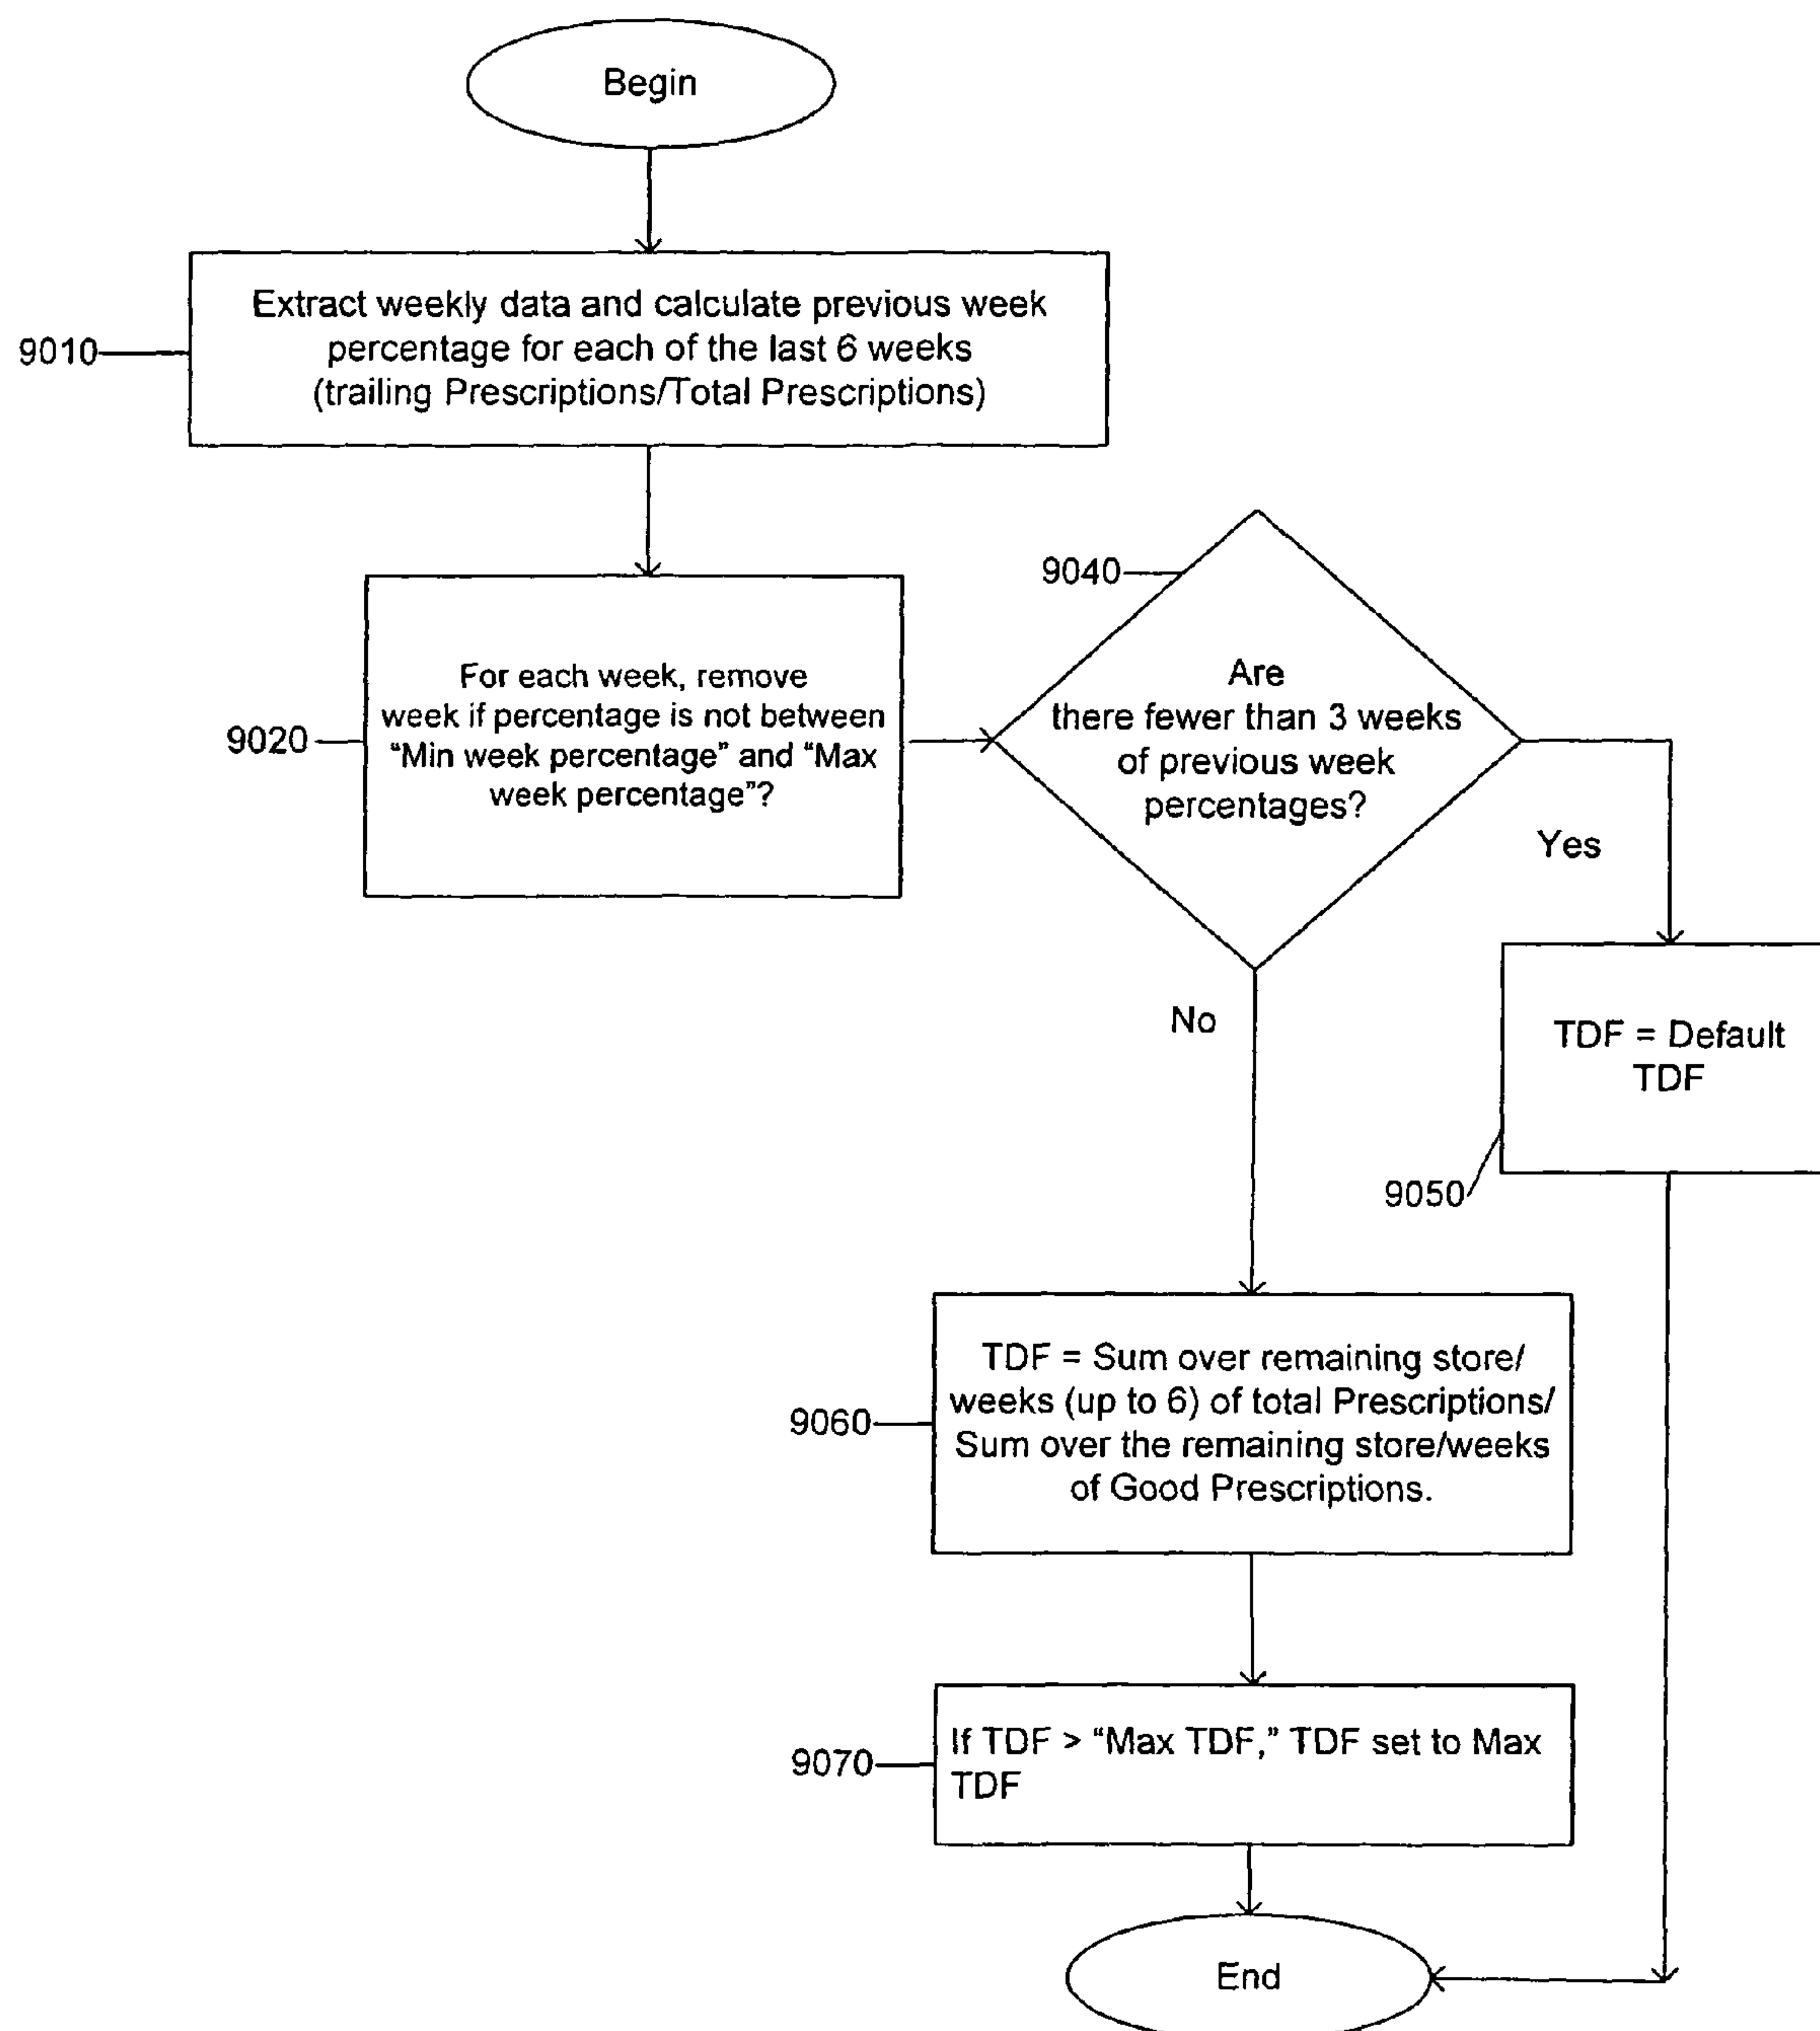 Begin
9010
Extract weekly data and calculate previous week
percentage for each of the last 6 weeks
(trailing Prescriptions/Total Prescriptions)
9020
For each week, remove
week if percentage is not between
“Min week percentage” and “Max
week percentage”?
9040
Are
there fewer than 3 weeks
of previous week
percentages?
Yes
No
TDF = Default
TDF
9050
9060
TDF = Sum over remaining store/
weeks (up to 6) of total Prescriptions/
Sum over the remaining store/weeks
of Good Prescriptions.
9070
If TDF > “Max TDF,” TDF set to Max
TDF
End